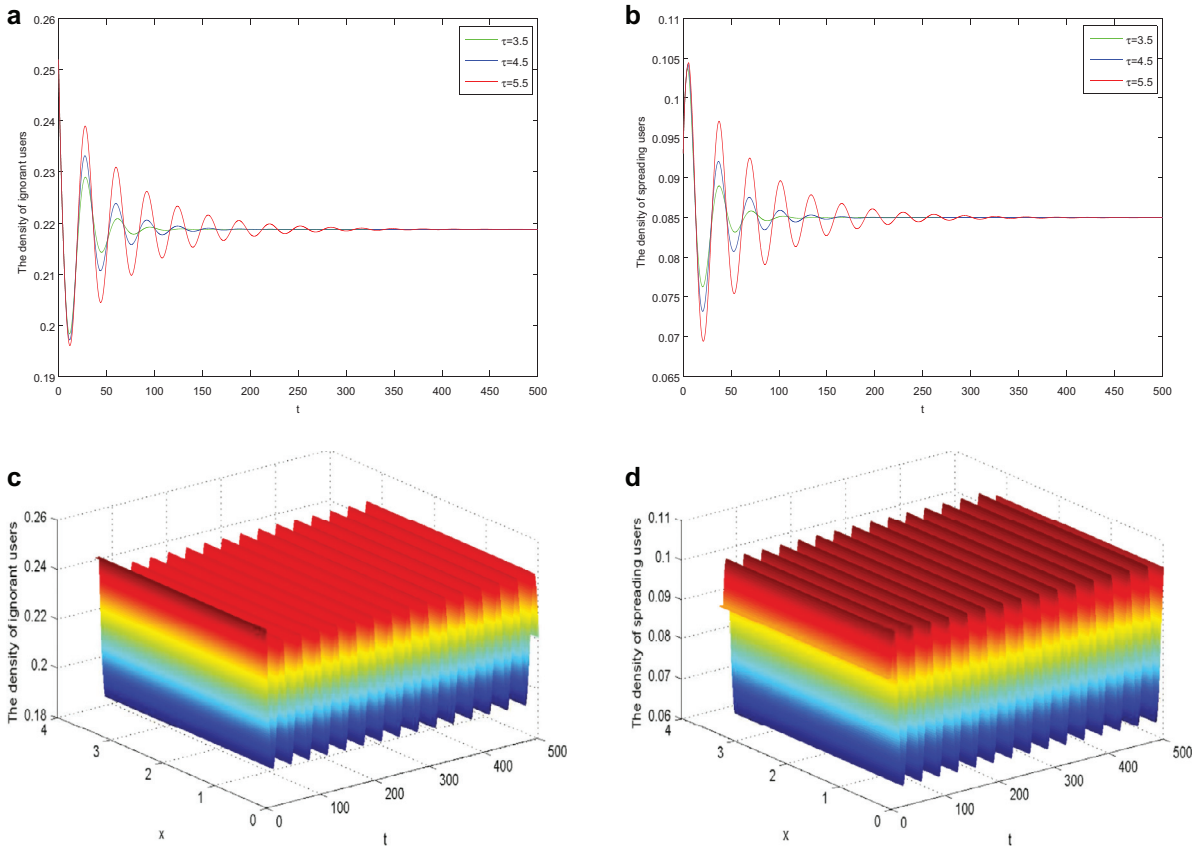 a
The density of ignorant users
0.26
0.25
0.24
0.23
0.22
0.21
0.2
0.19
0 50 100 150 200 250 300 350 400 450 500
t
τ=3.5
τ=4.5
τ=5.5
b
The density of spreading users
0.11
0.105
0.1
0.095
0.09
0.085
0.08
0.075
0.07
0.065
0 50 100 150 200 250 300 350 400 450 500
t
τ=3.5
τ=4.5
τ=5.5
c
The density of ignorant users
0.26
0.24
0.22
0.2
0.18
4
3
2
1
0
x
0
100
200
300
400
500
t
d
The density of spreading users
0.11
0.1
0.09
0.08
0.07
0.06
4
3
2
1
0
x
0
100
200
300
400
500
t